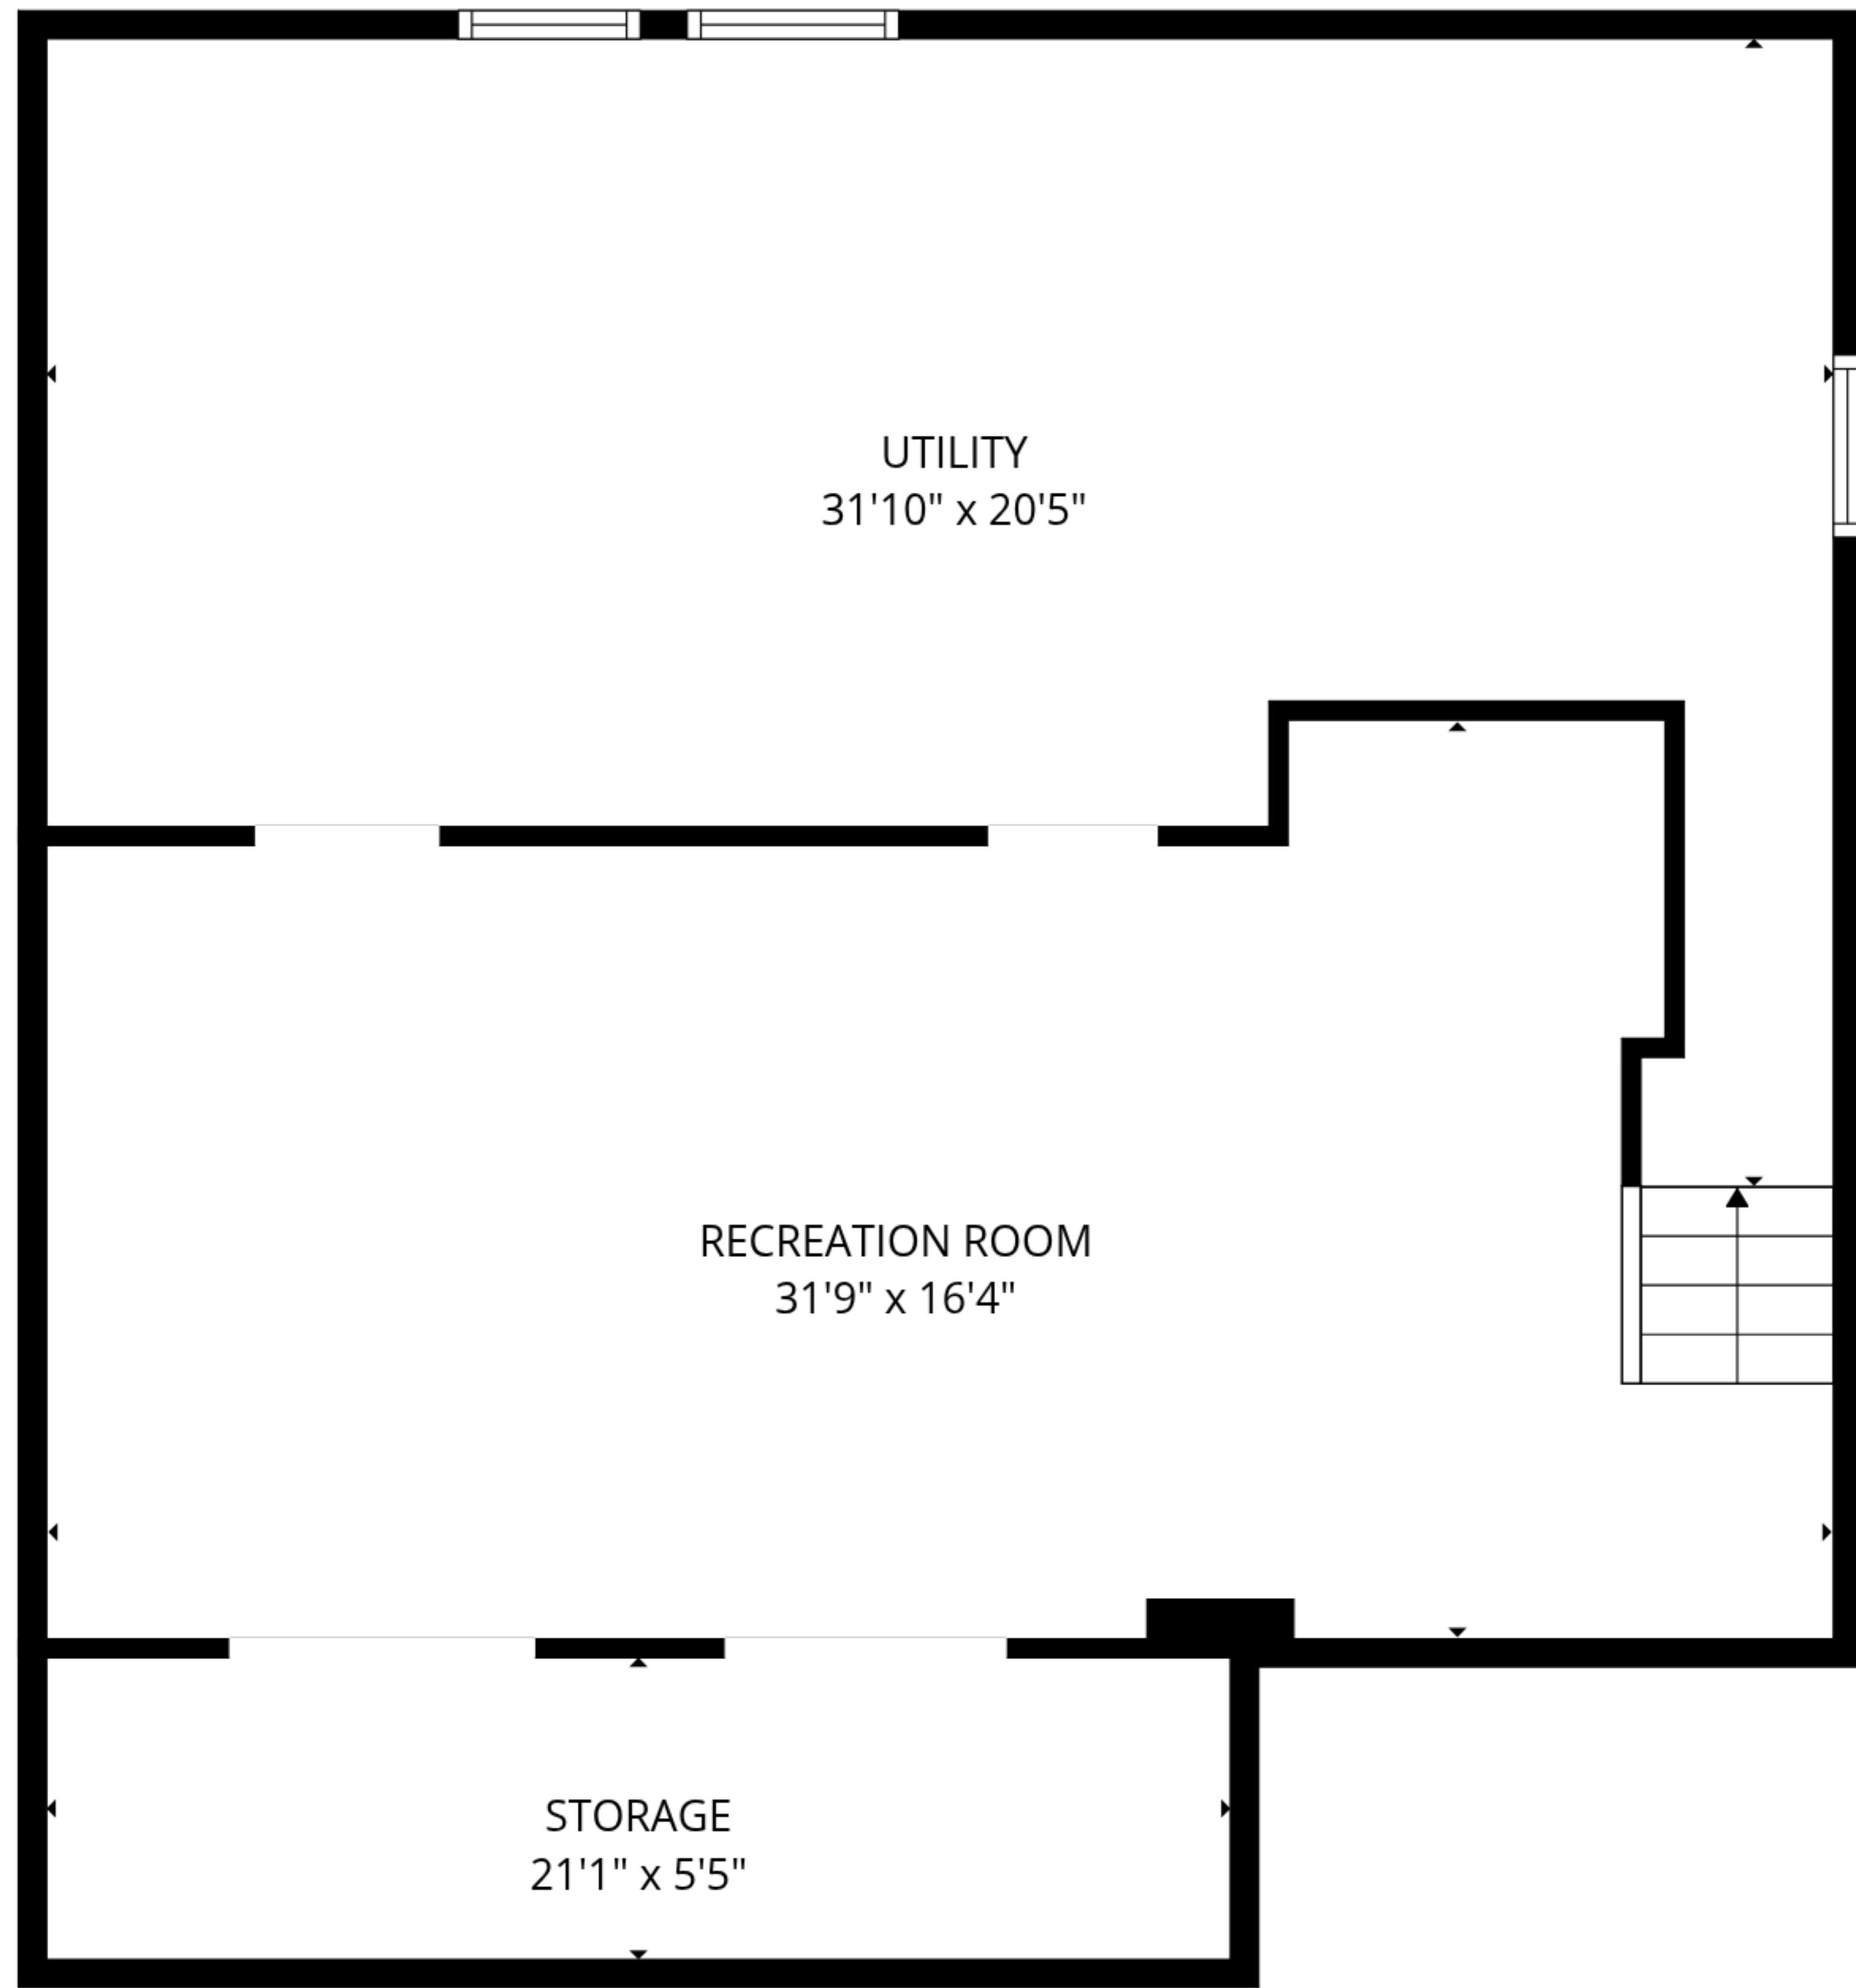 UTILITY
31'10" x 20'5"
RECREATION ROOM
31'9" x 16'4"
STORAGE
21'1" x 5'5"